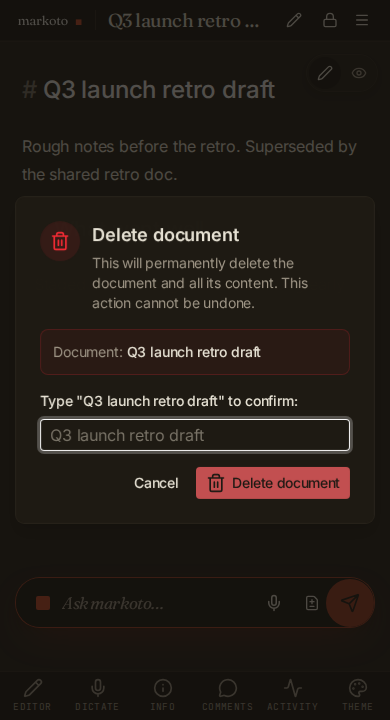 markoto
Q3 launch retro ...
# Q3 launch retro draft
Rough notes before the retro. Superseded by
the shared retro doc.
Delete document
This will permanently delete the
document and all its content. This
action cannot be undone.
Document: Q3 launch retro draft
Type "Q3 launch retro draft" to confirm:
Q3 launch retro draft
Cancel
Delete document
Ask markoto...
EDITOR
DICTATE
INFO
COMMENTS
ACTIVITY
THEME